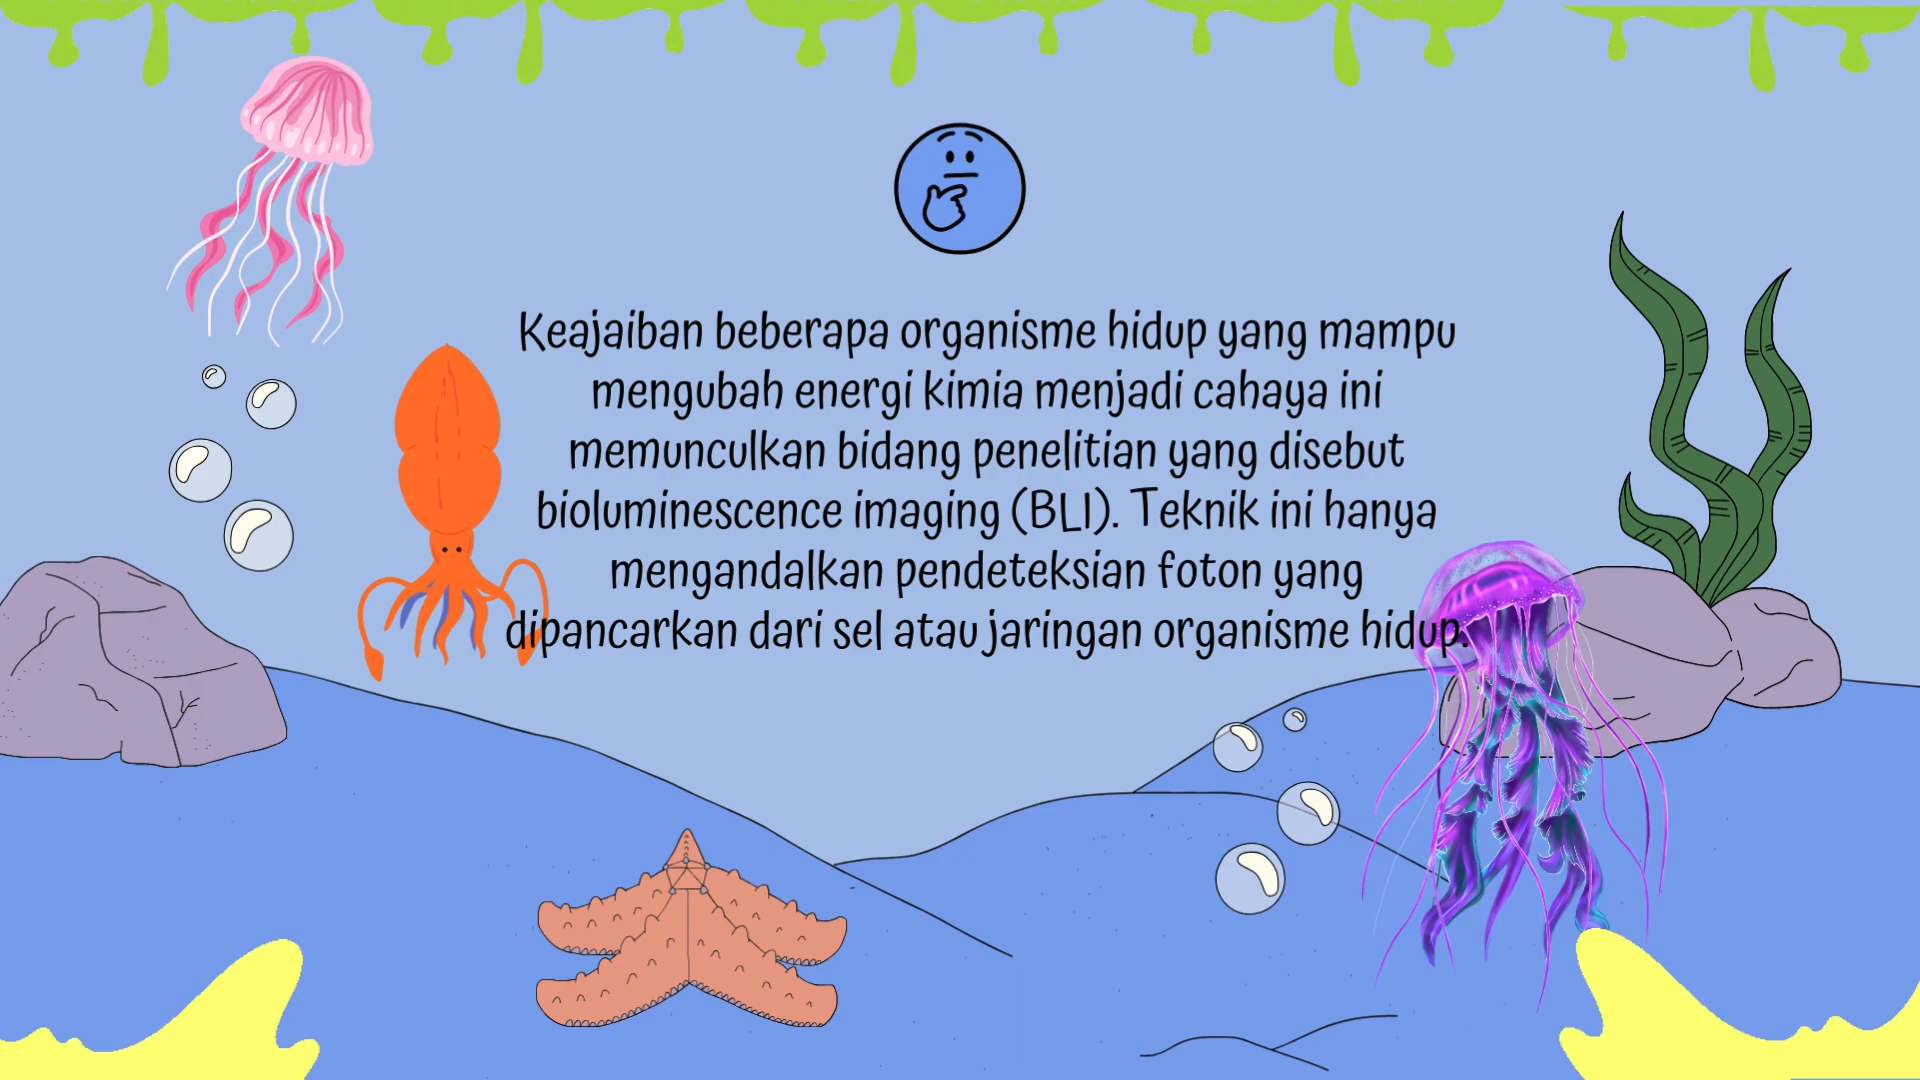 Keajaiban beberapa organisme hidup yang mampu
mengubah energi kimia menjadi cahaya ini
memunculkan bidang penelitian yang disebut
bioluminescence imaging (BLI). Teknik ini hanya
mengandalkan pendeteksian foton yang
dipancarkan dari sel atau jaringan organisme hidup.